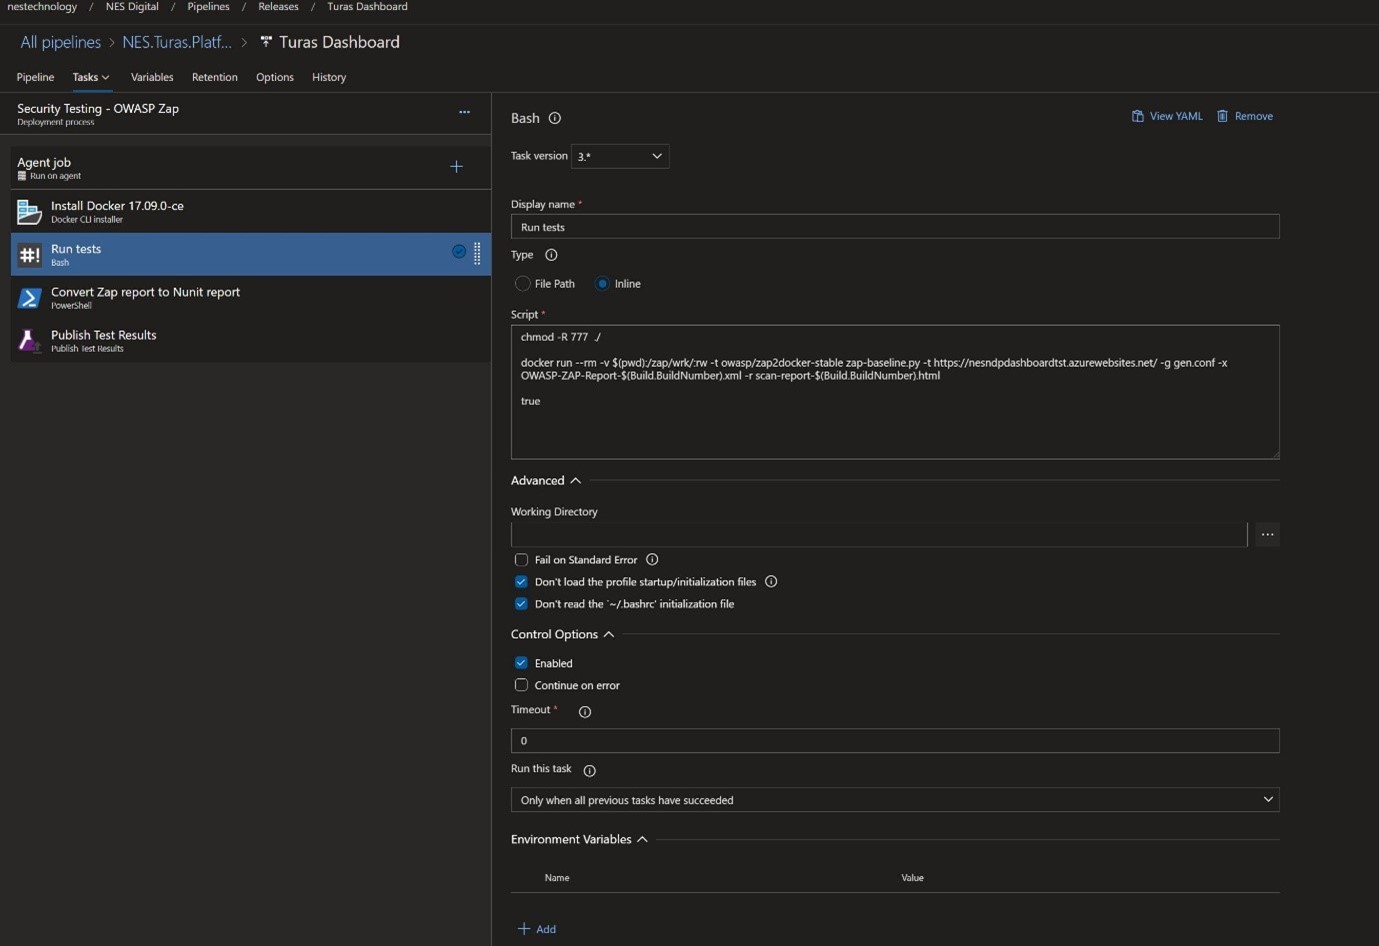 nestechnology / NES Digital / Pipelines / Releases / Turas Dashboard
All pipelines > NES.Turas.Platf... > Turas Dashboard
Pipeline Tasks Variables Retention Options History
Security Testing - OWASP Zap
Deployment process
...
Agent job
Run on agent
Install Docker 17.09.0-ce
Docker CLI installer
#! Run tests
Bash
Convert Zap report to Nunit report
PowerShell
Publish Test Results
Publish Test Results
Bash
View YAML Remove
Task version 3.*
Display name *
Run tests
Type
File Path Inline
Script *
chmod -R 777 ./
docker run --rm -v $(pwd):/zap/wrk/:rw -t owasp/zap2docker-stable zap-baseline.py -t https://nesndpdashboardtst.azurewebsites.net/ -g gen.conf -x
OWASP-ZAP-Report-$(Build.BuildNumber).xml -r scan-report-$(Build.BuildNumber).html
true
Advanced
Working Directory
...
Fail on Standard Error
Don't load the profile startup/initialization files
Don't read the `~/.bashrc' initialization file
Control Options
Enabled
Continue on error
Timeout *
0
Run this task
Only when all previous tasks have succeeded
Environment Variables
Name Value
+ Add